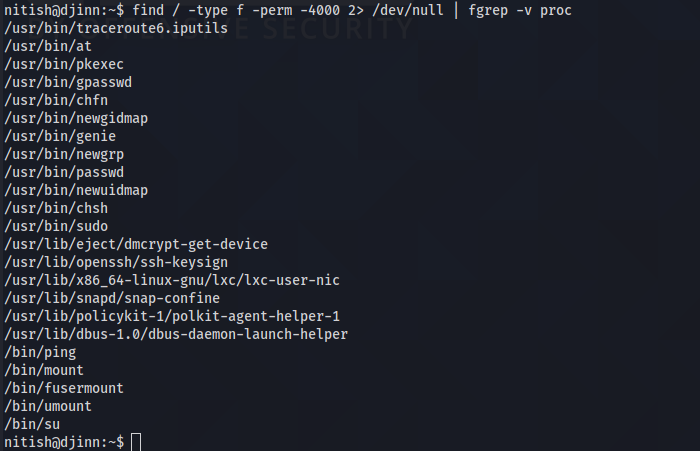 nitish@djinn:~$ find / -type f -perm -4000 2> /dev/null | fgrep -v proc
/usr/bin/traceroute6.iputils
OFFENSIVE SECURITY
/usr/bin/at
/usr/bin/pkexec
/usr/bin/gpasswd
/usr/bin/chfn
/usr/bin/newgidmap
/usr/bin/genie
/usr/bin/newgrp
/usr/bin/passwd
/usr/bin/newuidmap
/usr/bin/chsh
/usr/bin/sudo
/usr/lib/eject/dmcrypt-get-device
/usr/lib/openssh/ssh-keysign
/usr/lib/x86_64-linux-gnu/lxc/lxc-user-nic
/usr/lib/snapd/snap-confine
/usr/lib/policykit-1/polkit-agent-helper-1
/usr/lib/dbus-1.0/dbus-daemon-launch-helper
/bin/ping
/bin/mount
/bin/fusermount
/bin/umount
/bin/su
nitish@djinn:~$